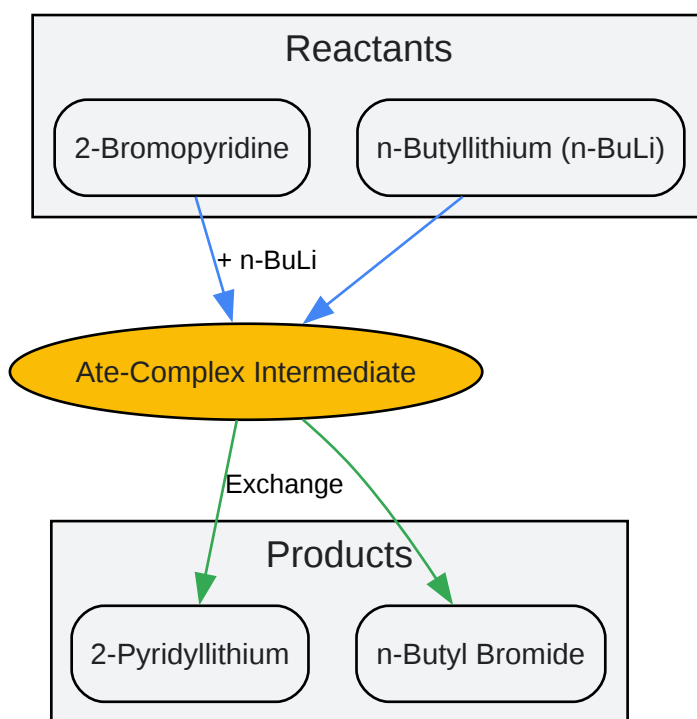 Reactants
2-Bromopyridine
n-Butyllithium (n-BuLi)
+ n-BuLi
Ate-Complex Intermediate
Exchange
Products
2-Pyridyllithium
n-Butyl Bromide